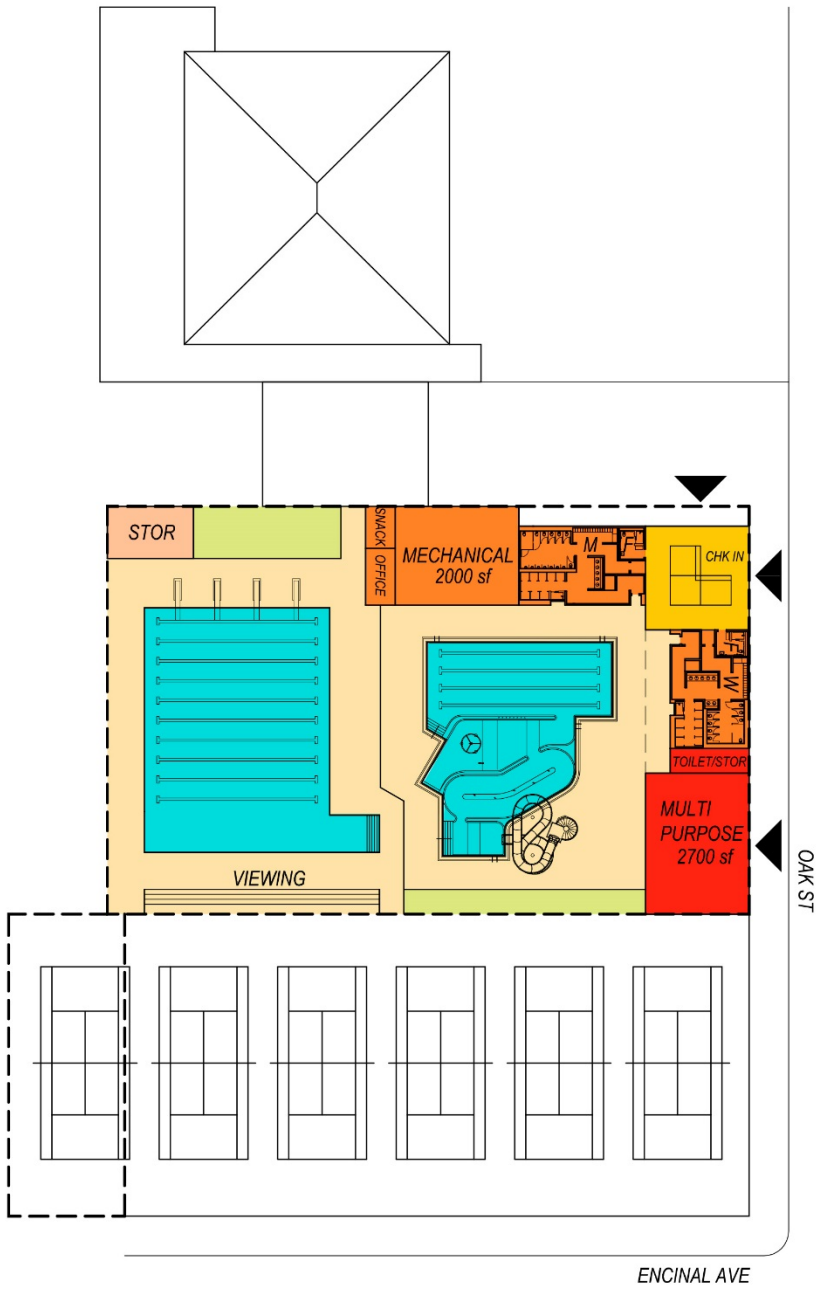 STOR
SNACK
OFFICE
MECHANICAL
2000 sf
M
CHK IN
W
TOILET/STOR
MULTI
PURPOSE
2700 sf
VIEWING
OAK ST
ENCINAL AVE